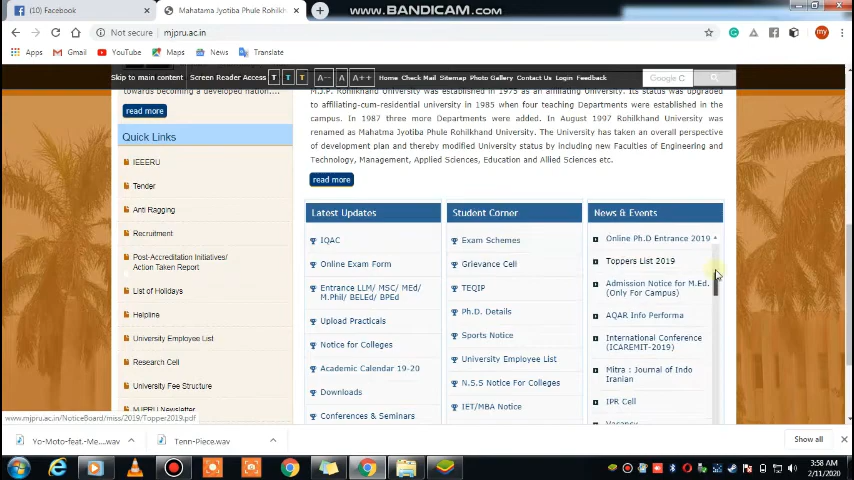 (10) Facebook
Mahatama Jyotiba Phule Rohilkh
WWW.BANDICAM.COM
Not secure
mjpru.ac.in
Apps
Gmail
YouTube
Maps
News
Translate
Skip to main content
Screen Reader Access
T
T
T
A--
A
A++
Home
Check Mail
Sitemap
Photo Gallery
Contact Us
Login
Feedback
Google C
towards becoming a developed nation....
read more
M.J.P. Rohilkhand University was established in 1975 as an affiliating University. Its status was upgraded
to affiliating-cum-residential university in 1985 when four teaching Departments were added. In
campus. In 1987 three more Departments were added. In August 1997 Rohilkhand University was
renamed as Mahatma Jyotiba Phule Rohilkhand University. The University has taken an overall perspective
of development plan and thereby modified University status by including new Faculties of Engineering and
Technology, Management, Applied Sciences, Education and Allied Sciences etc.
read more
Quick Links
IEEERU
Tender
Anti Ragging
Recruitment
Post-Accreditation Initiatives/
Action Taken Report
List of Holidays
Helpline
University Employee List
Research Cell
University Fee Structure
MJPRU Newsletter
Latest Updates
IQAC
Online Exam Form
Entrance LLM/ MSC/ MEd/
M.Phil/ BELEd/ BPEd
Upload Practicals
Notice for Colleges
Academic Calendar 19-20
Downloads
Conferences & Seminars
Student Corner
Exam Schemes
Grievance Cell
TEQIP
Ph.D. Details
Sports Notice
University Employee List
N.S.S Notice For Colleges
IET/MBA Notice
News & Events
Online Ph.D Entrance 2019
Toppers List 2019
Admission Notice for M.Ed.
(Only For Campus)
AQAR Info Performa
International Conference
(ICAREMIT-2019)
Mitra : Journal of Indo
Iranian
IPR Cell
Vacancy
www.mjpru.ac.in/NoticeBoard/miss/2019/Topper2019.pdf
Yo-Moto-feat.-Me....wav
Tenn-Piece.wav
Show all
3:58 AM
2/11/2020